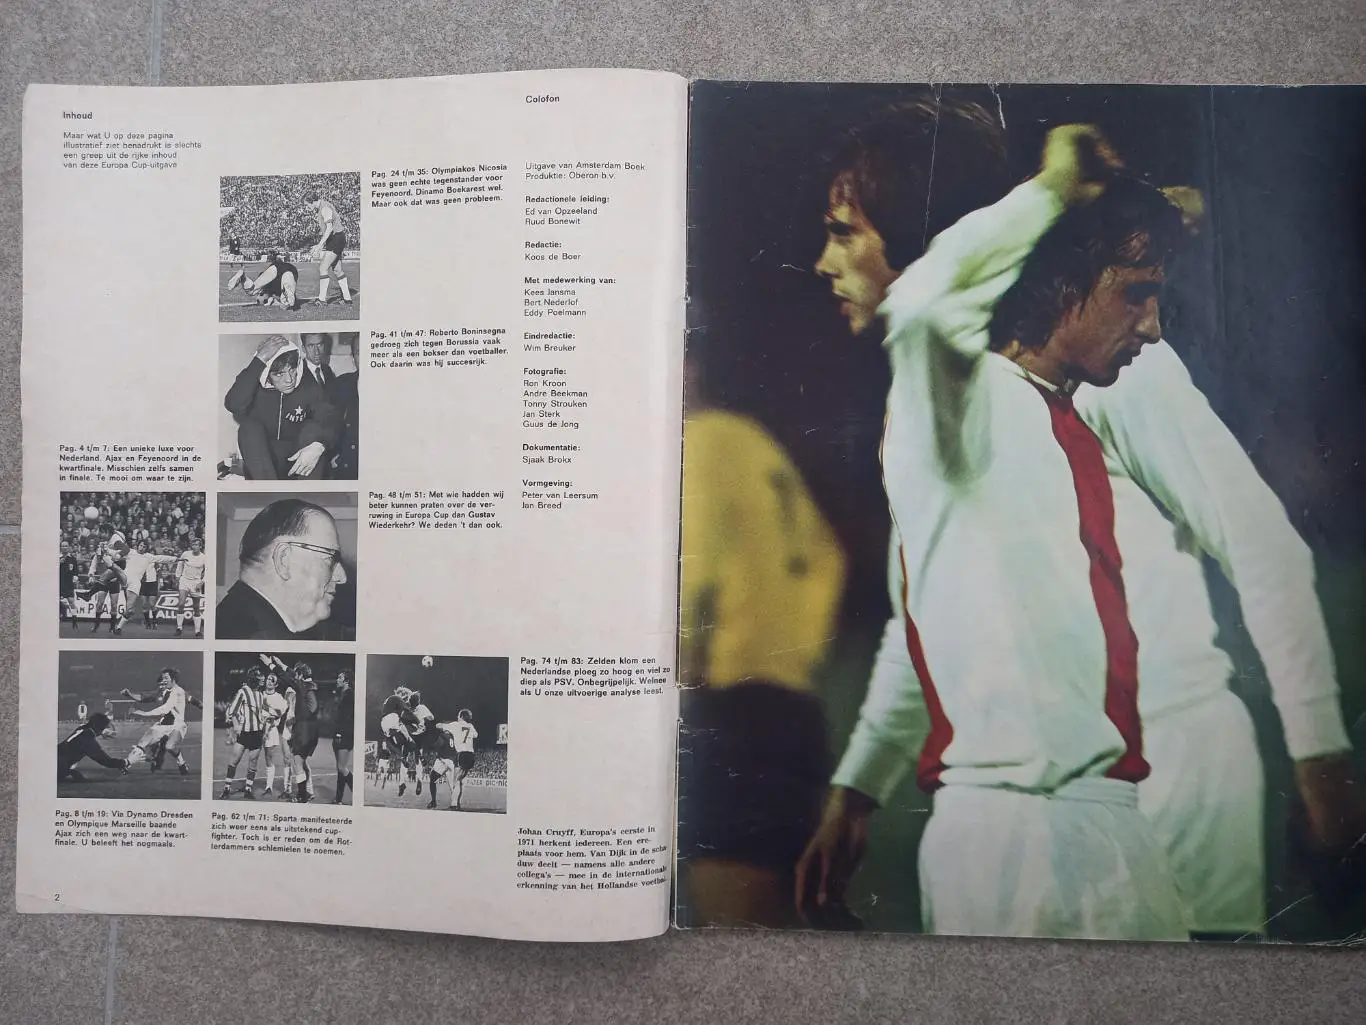 Inhoud
Maar wat U op deze pagina
illustratief ziet benadrukt is slechts
een greep uit de rijke inhoud
van deze Europa Cup-uitgave
Pag. 24 t/m 35: Olympiakos Nicosia
was geen echte tegenstander voor
Feyenoord. Dinamo Boekarest wel.
Maar ook dat was geen probleem.
INTER
Pag. 41 t/m 47: Roberto Boninsegna
gedroeg zich tegen Borussia vaak
meer als een bokser dan voetballer.
Ook daarin was hij succesrijk.
Pag. 4 t/m 7: Een unieke luxe voor
Nederland. Ajax en Feyenoord in de
kwartfinale. Misschien zelfs samen
in finale. Te mooi om waar te zijn.
Pag. 48 t/m 51: Met wie hadden wij
beter kunnen praten over de ver-
ruwing in Europa Cup dan Gustav
Wiederkehr? We deden 't dan ook.
Pag. 8 t/m 19: Via Dynamo Dresden
en Olympique Marseille baande
Ajax zich een weg naar de kwart-
finale. U beleeft het nogmaals.
Pag. 62 t/m 71: Sparta manifesteerde
zich weer eens als uitstekend cup-
fighter. Toch is er reden om de Rot-
terdammers schlemielen te noemen.
7
Pag. 74 t/m 83: Zelden klom een
Nederlandse ploeg zo hoog en viel zo
diep als PSV. Onbegrijpelijk. Welnee
als U onze uitvoerige analyse leest.
Colofon
Uitgave van Amsterdam Boek
Produktie: Oberon b.v.
Redactionele leiding:
Ed van Opzeeland
Ruud Bonewit
Redactie:
Koos de Boer
Met medewerking van:
Kees Jansma
Bert Nederlof
Eddy Poelmann
Eindredactie:
Wim Breuker
Fotografie:
Ron Kroon
Andre Beekman
Tonny Strouken
Jan Sterk
Guus de Jong
Dokumentatie:
Sjaak Brokx
Vormgeving:
Peter van Leersum
Jan Breed
Johan Cruyff, Europa's eerste in
1971 herkent iedereen. Een ere-
plaats voor hem. Van Dijk in de scha
duw deelt — namens alle andere
collega's — mee in de internationale
erkenning van het Hollandse
2